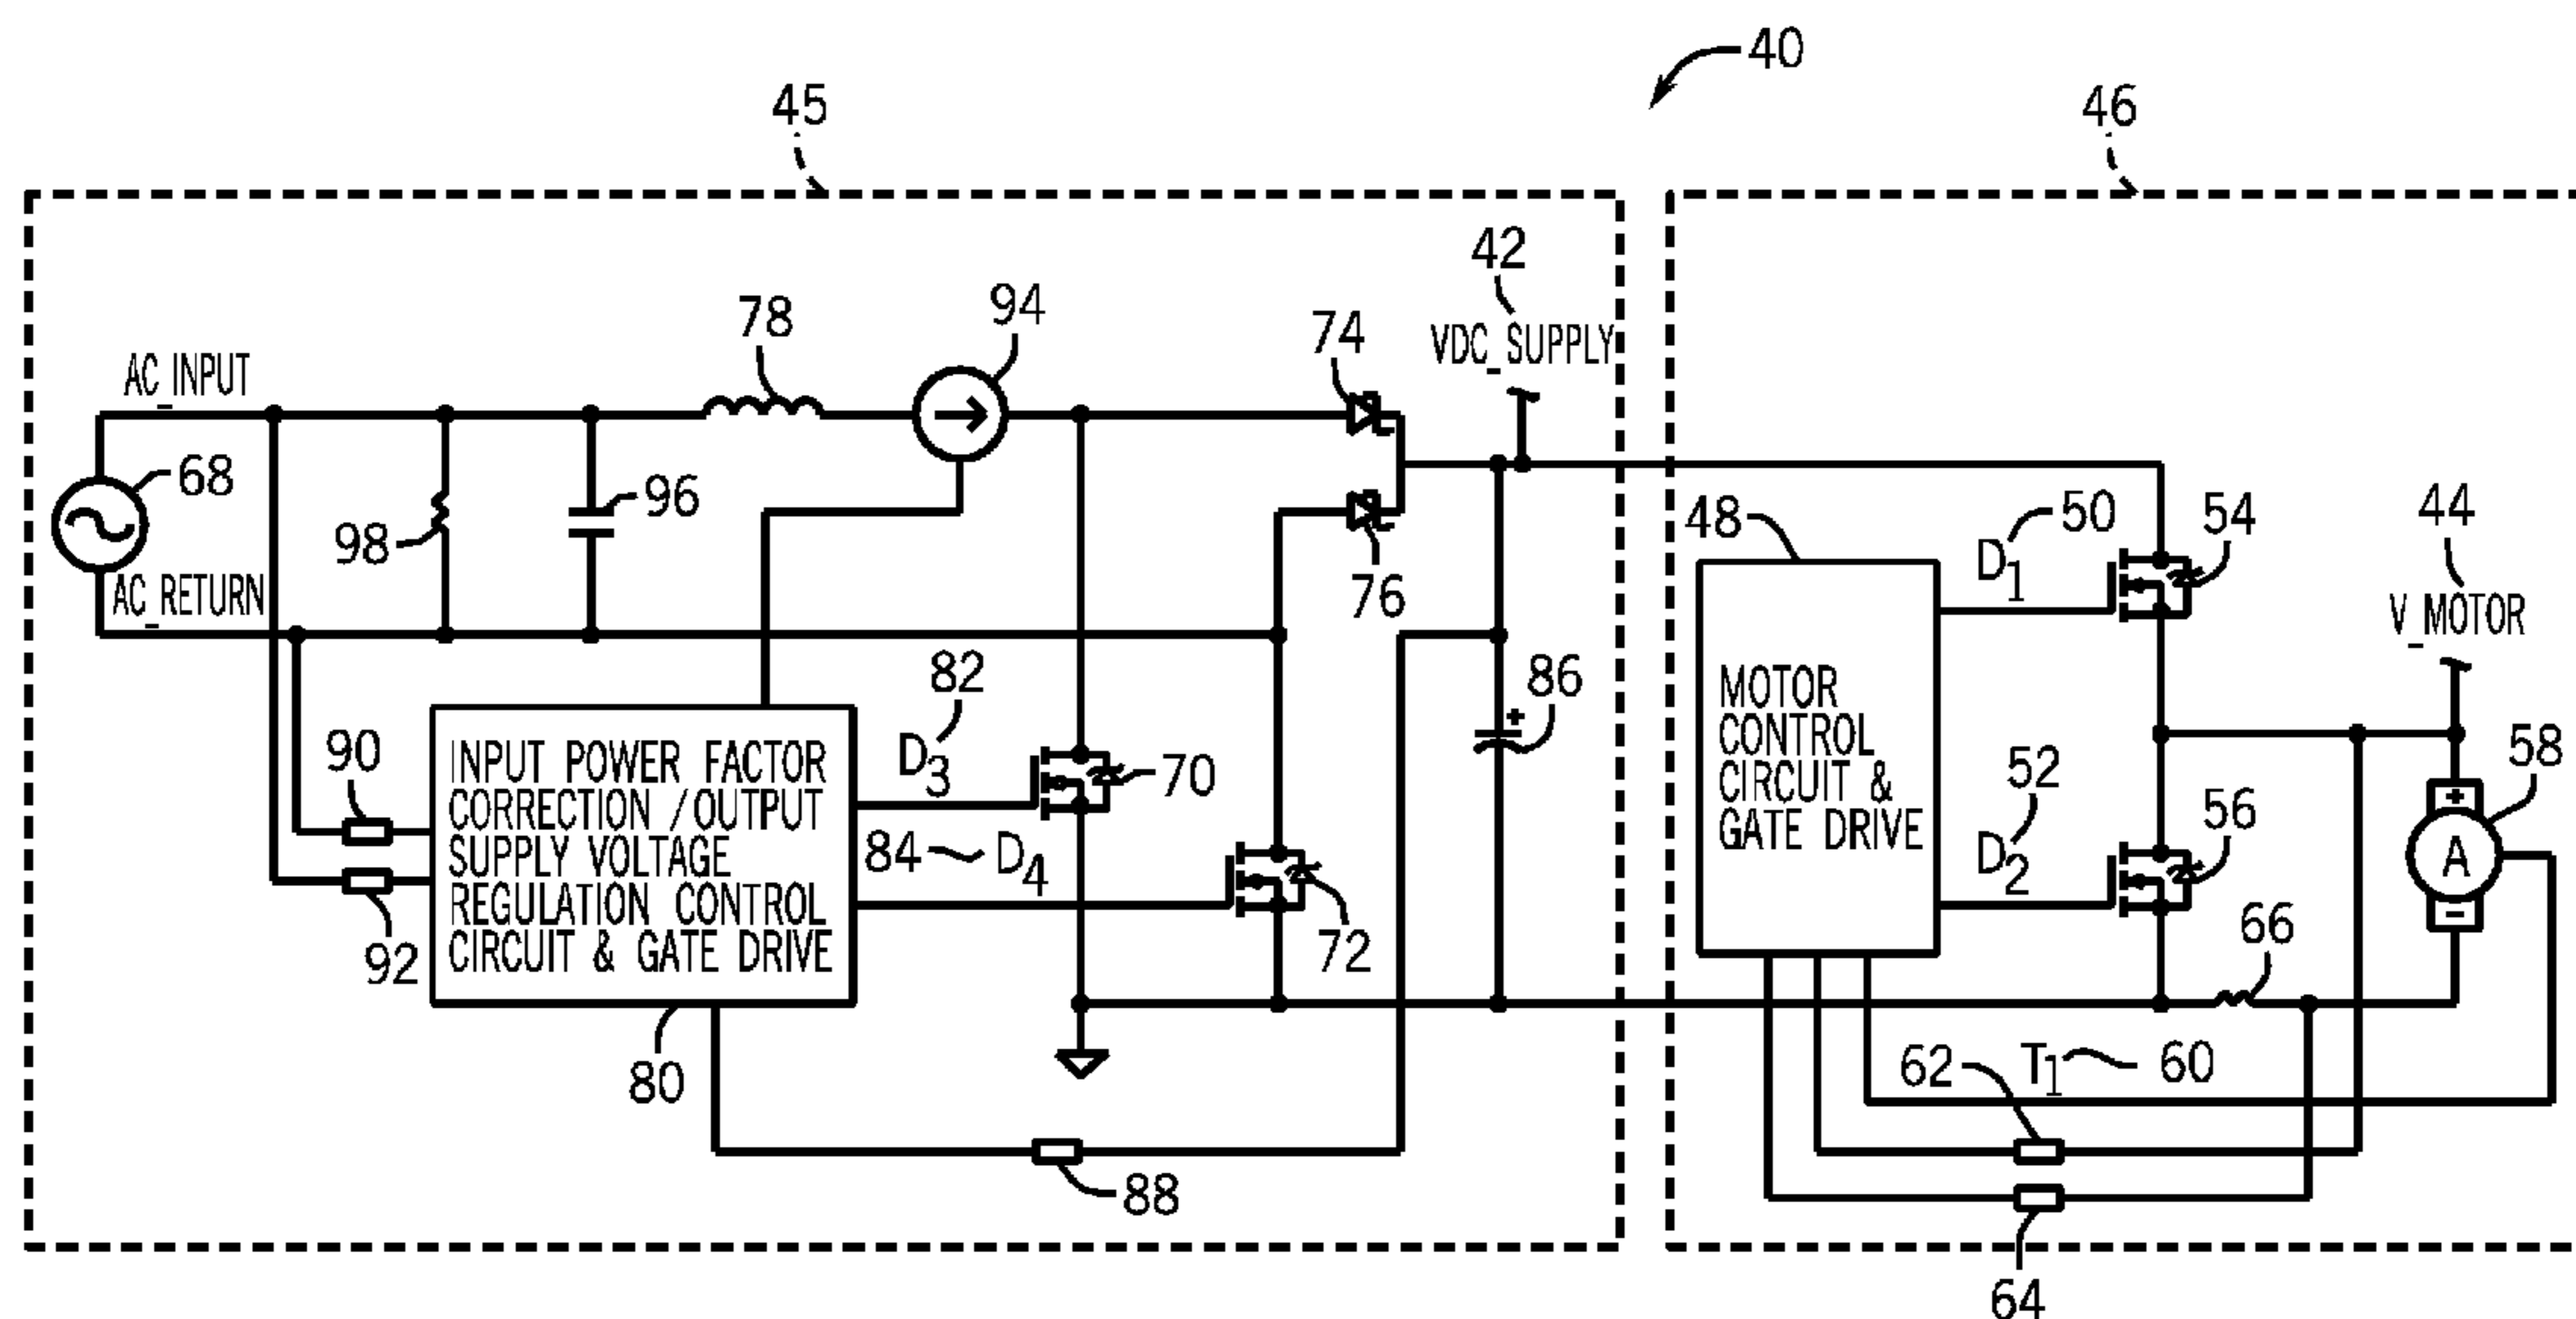 40
45
46
42
VDC_SUPPLY
94
78
74
AC_INPUT
68
98
96
76
AC_RETURN
48
D1
50
54
44
V_MOTOR
82
D3
86
+
MOTOR
CONTROL
CIRCUIT &
GATE DRIVE
90
INPUT POWER FACTOR
CORRECTION /OUTPUT
SUPPLY VOLTAGE
REGULATION CONTROL
CIRCUIT & GATE DRIVE
70
84
D4
52
D2
56
58
+
A
-
92
72
66
80
62
T1
60
88
64